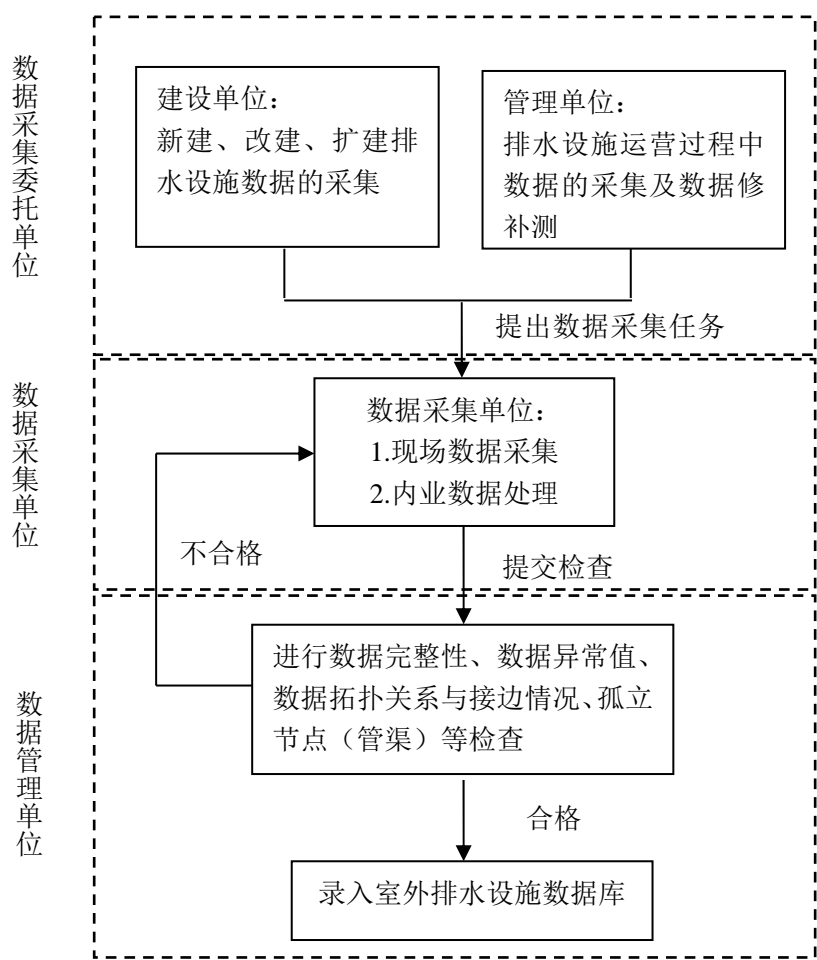 数据采集委托单位
建设单位：
新建、改建、扩建排
水设施数据的采集
管理单位：
排水设施运营过程中
数据的采集及数据修
补测
提出数据采集任务
数据采集单位
数据采集单位：
1.现场数据采集
2.内业数据处理
不合格
提交检查
数据管理单位
进行数据完整性、数据异常值、
数据拓扑关系与接边情况、孤立
节点（管渠）等检查
合格
录入室外排水设施数据库